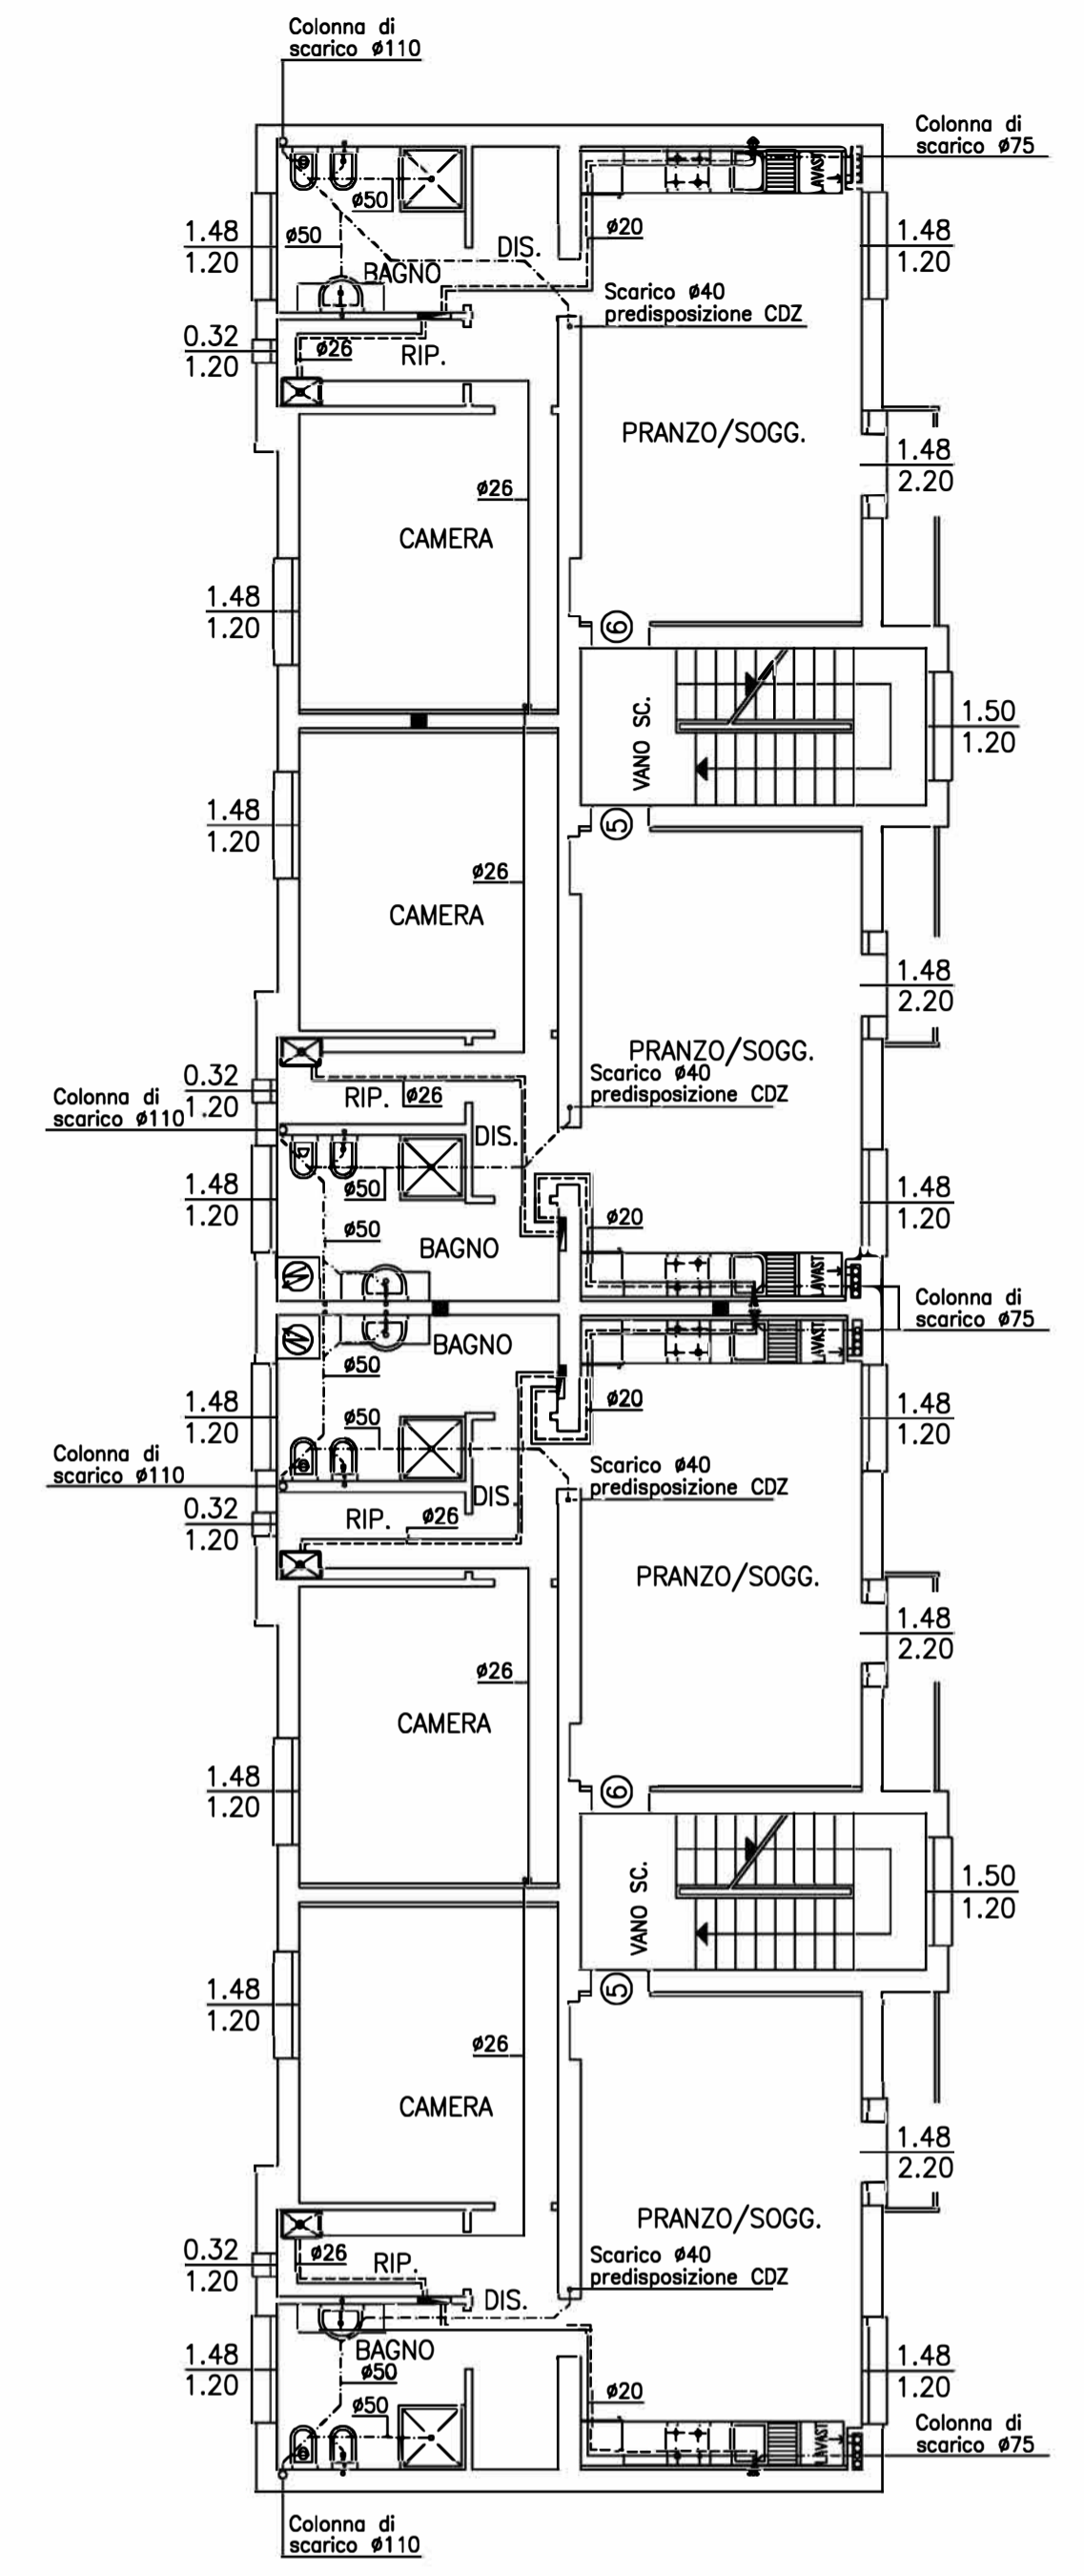 Colonna di
scarico Ø110
Colonna di
scarico Ø75
LAVAST
Ø50
Ø20
Ø50
1.48
1.20
DIS.
1.48
1.20
BAGNO
Scarico Ø40
predisposizione CDZ
0.32
1.20
Ø26
RIP.
PRANZO/SOGG.
1.48
2.20
Ø26
CAMERA
1.48
1.20
6
VANO SC.
1.50
1.20
5
1.48
1.20
Ø26
CAMERA
1.48
2.20
PRANZO/SOGG.
Scarico Ø40
predisposizione CDZ
0.32
1.20
RIP.
Ø26
Colonna di
scarico Ø110
DIS.
1.48
1.20
Ø50
1.48
1.20
Ø50
Ø20
BAGNO
LAVAST
Colonna di
scarico Ø75
BAGNO
LAVAST
Ø50
1.48
1.20
Ø50
Ø20
1.48
1.20
Colonna di
scarico Ø110
Scarico Ø40
predisposizione CDZ
DIS.
0.32
1.20
RIP.
Ø26
PRANZO/SOGG.
1.48
2.20
Ø26
CAMERA
1.48
1.20
6
VANO SC.
1.50
1.20
5
1.48
1.20
Ø26
CAMERA
1.48
2.20
PRANZO/SOGG.
0.32
1.20
Ø26
RIP.
Scarico Ø40
predisposizione CDZ
DIS.
1.48
1.20
BAGNO
Ø50
1.48
1.20
Ø50
Ø20
LAVAST
Colonna di
scarico Ø75
Colonna di
scarico Ø110